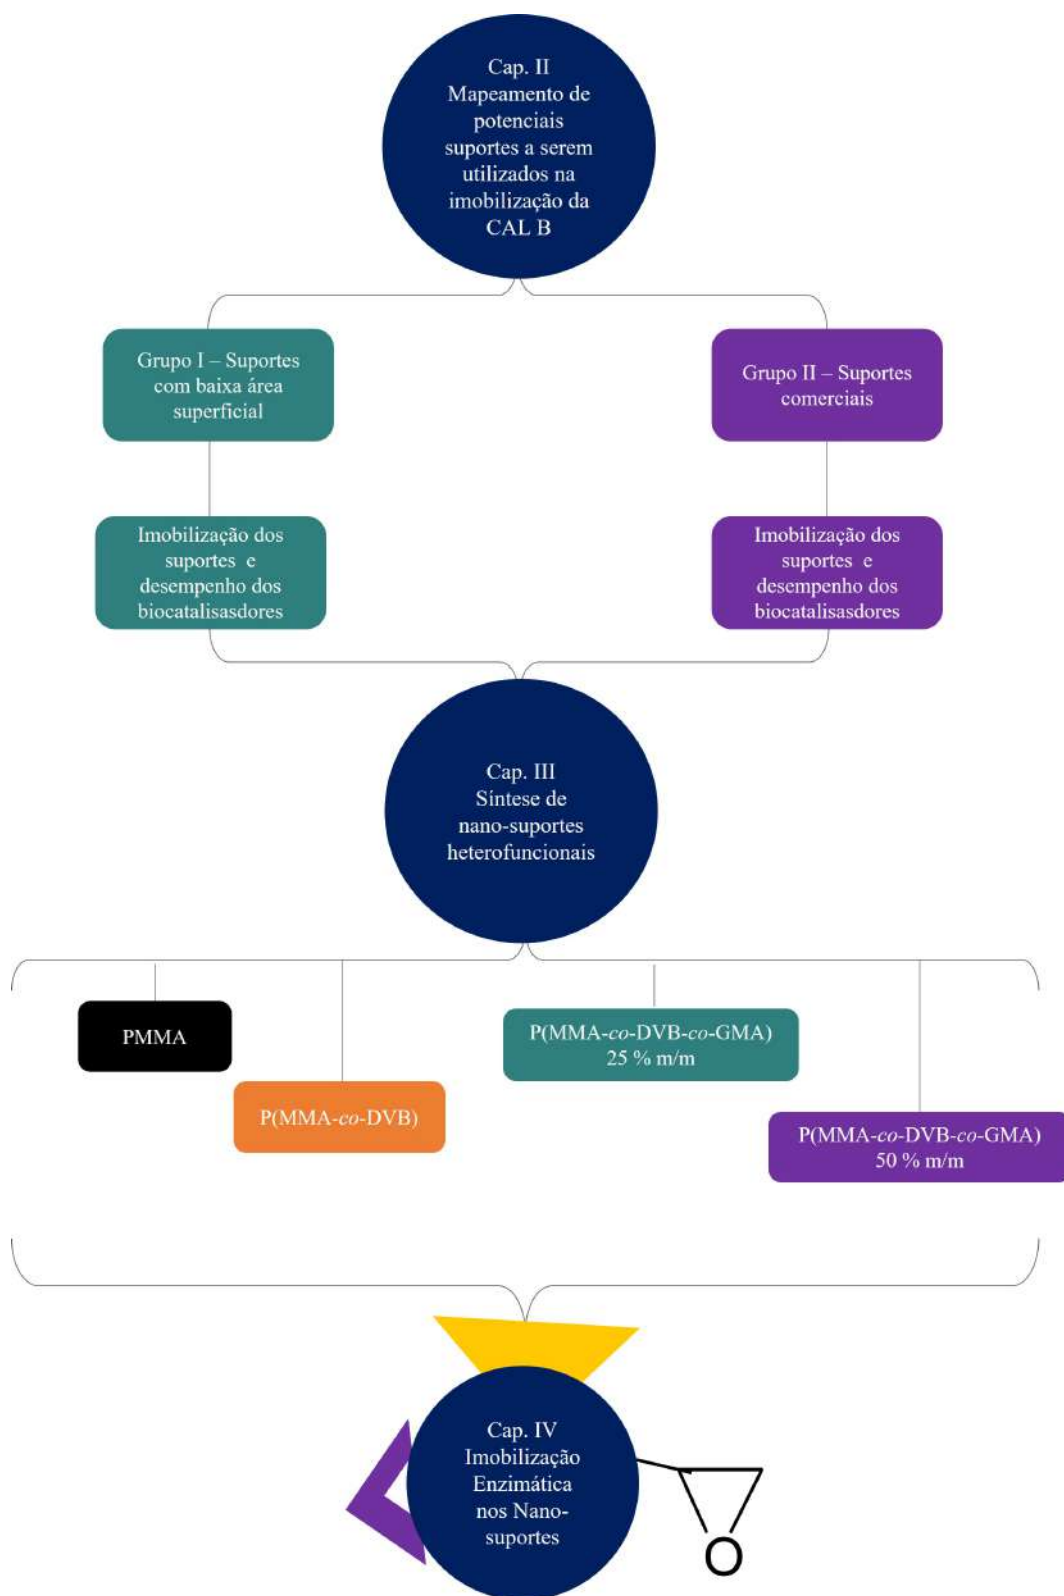 Cap. II
Mapeamento de
potenciais
suportes a serem
utilizados na
imobilização da
CAL B
Grupo I – Suportes
com baixa área
superficial
Grupo II – Suportes
comerciais
Imobilização dos
suportes e
desempenho dos
biocatalisasdores
Imobilização dos
suportes e
desempenho dos
biocatalisasdores
Cap. III
Síntese de
nano-suportes
heterofuncionais
PMMA
P(MMA-co-DVB)
P(MMA-co-DVB-co-GMA)
25 % m/m
P(MMA-co-DVB-co-GMA)
50 % m/m
Cap. IV
Imobilização
Enzimática
nos Nano-
suportes
O